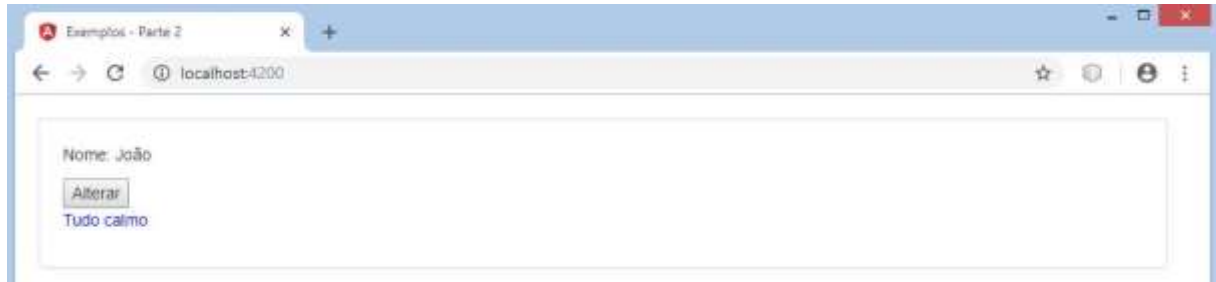 Exemplos - Parte 2
localhost:4200
Nome: João
Alterar
Tudo calmo